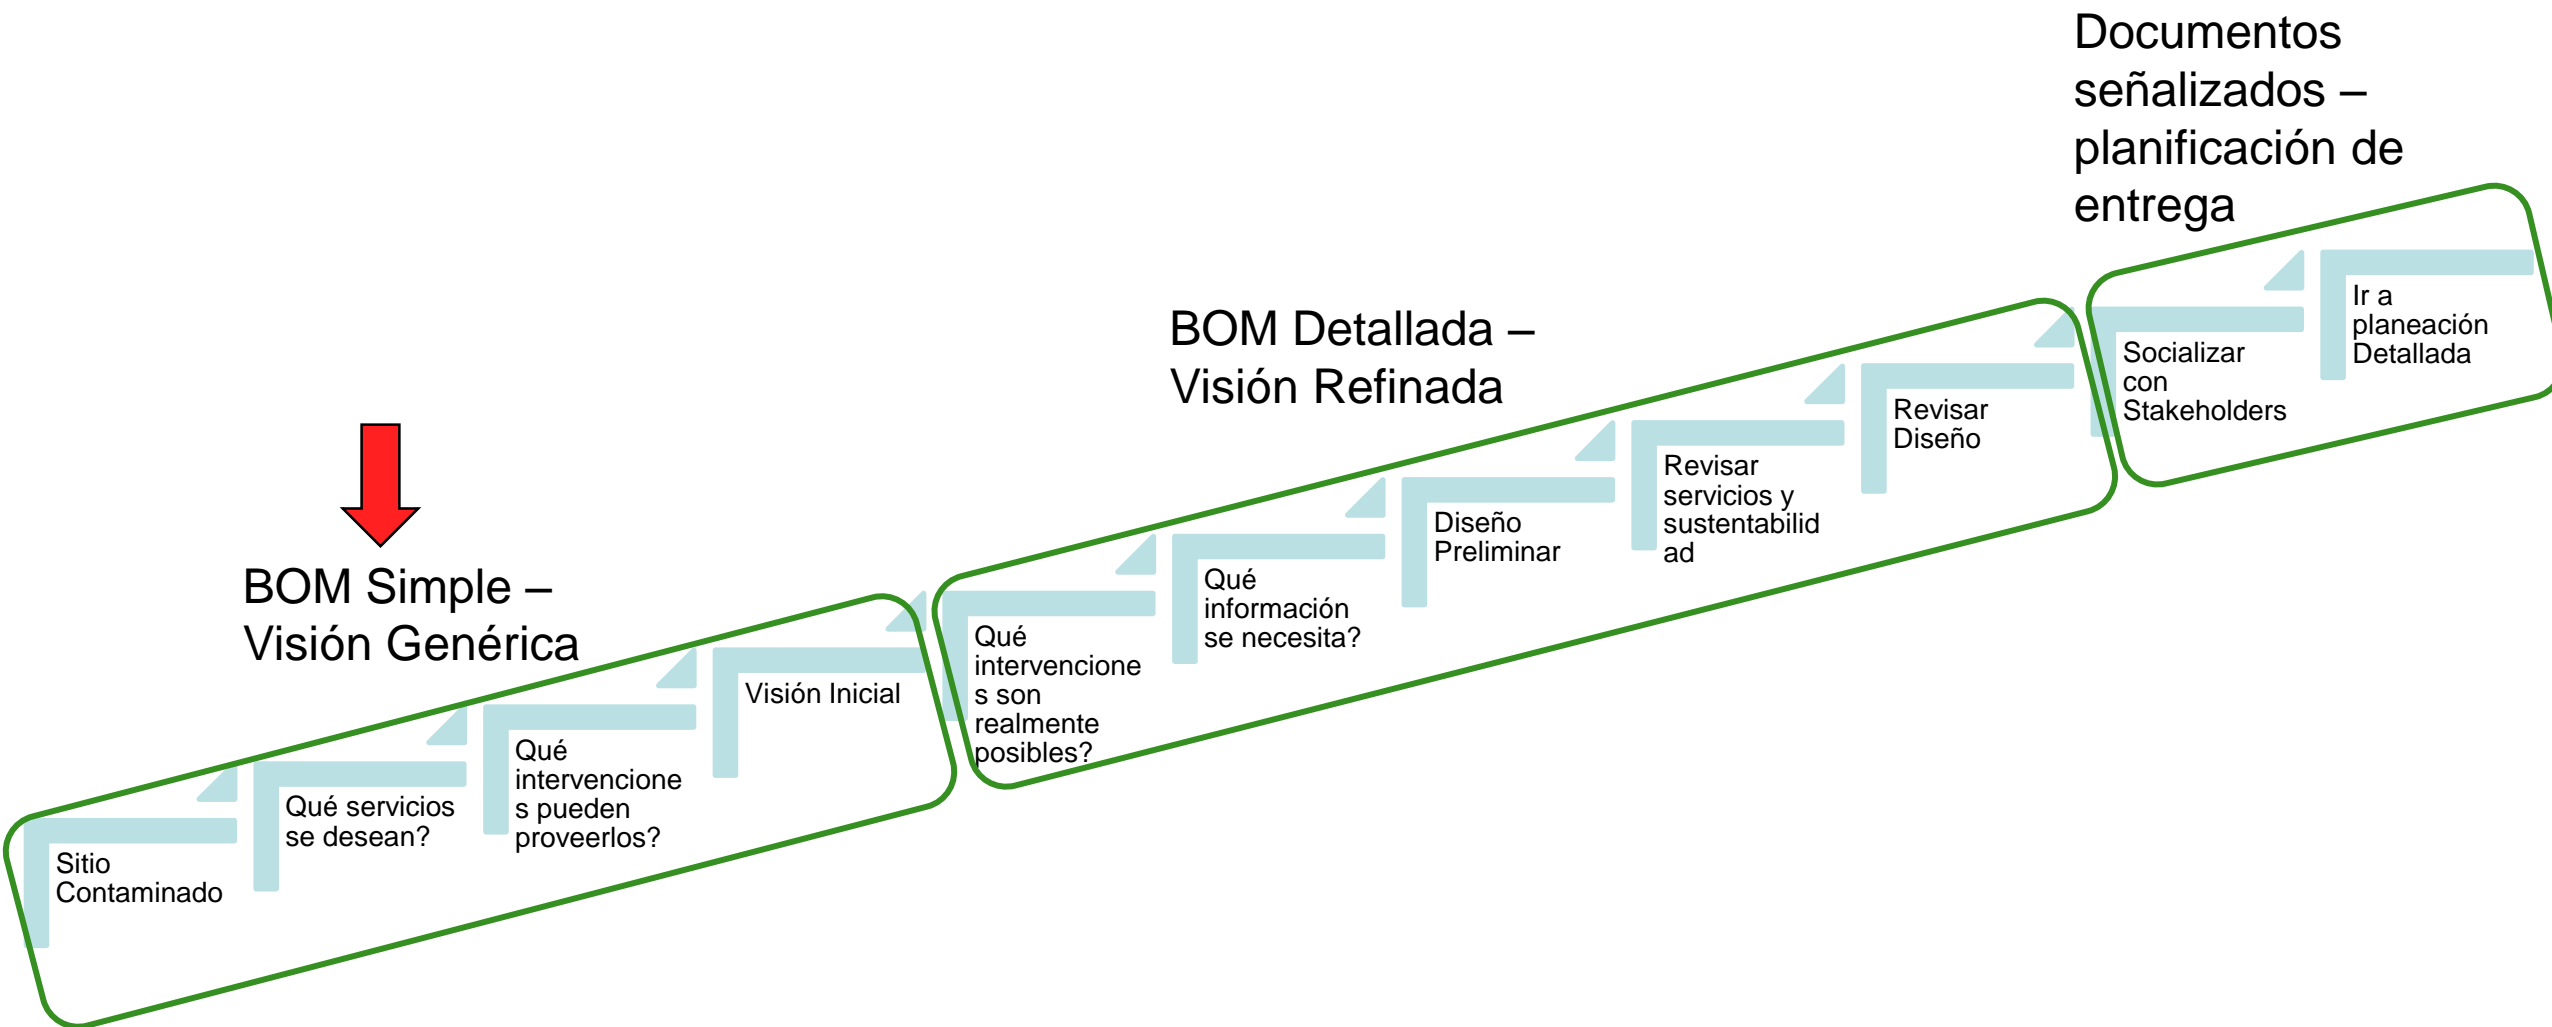 BOM Simple –
Visión Genérica
Sitio
Contaminado
Qué servicios
se desean?
Qué
intervencione
s pueden
proveerlos?
Visión Inicial
BOM Detallada –
Visión Refinada
Qué
intervencione
s son
realmente
posibles?
Qué
información
se necesita?
Diseño
Preliminar
Revisar
servicios y
sustentabilid
ad
Revisar
Diseño
Documentos
señalizados –
planificación de
entrega
Socializar
con
Stakeholders
Ir a
planeación
Detallada